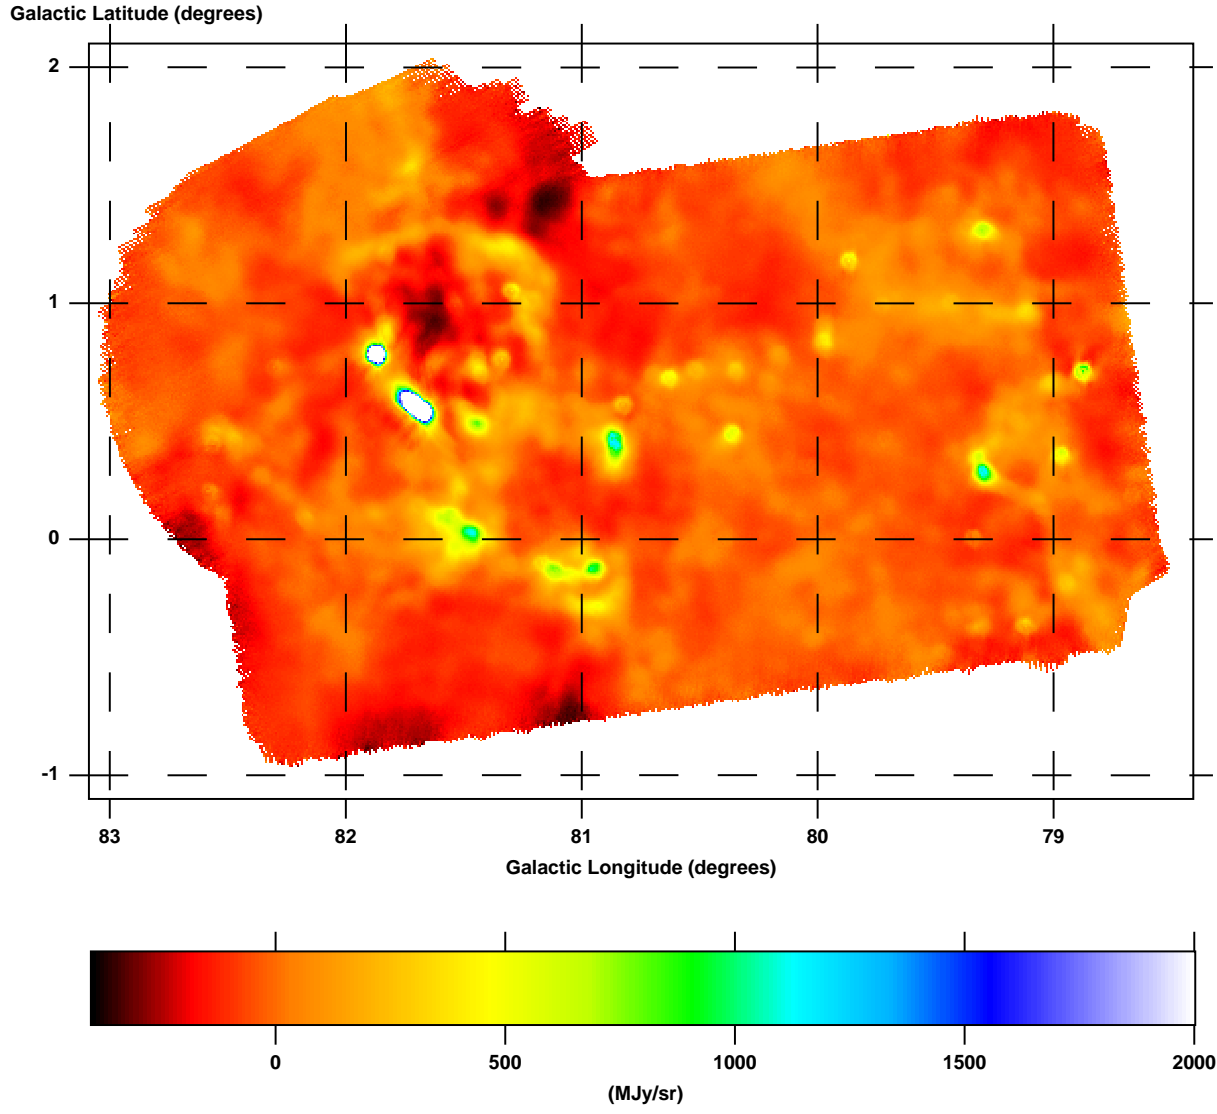 Galactic Latitude (degrees)
2
1
0
-1
83 82 81 80 79
Galactic Longitude (degrees)
0 500 1000 1500 2000
(MJy/sr)